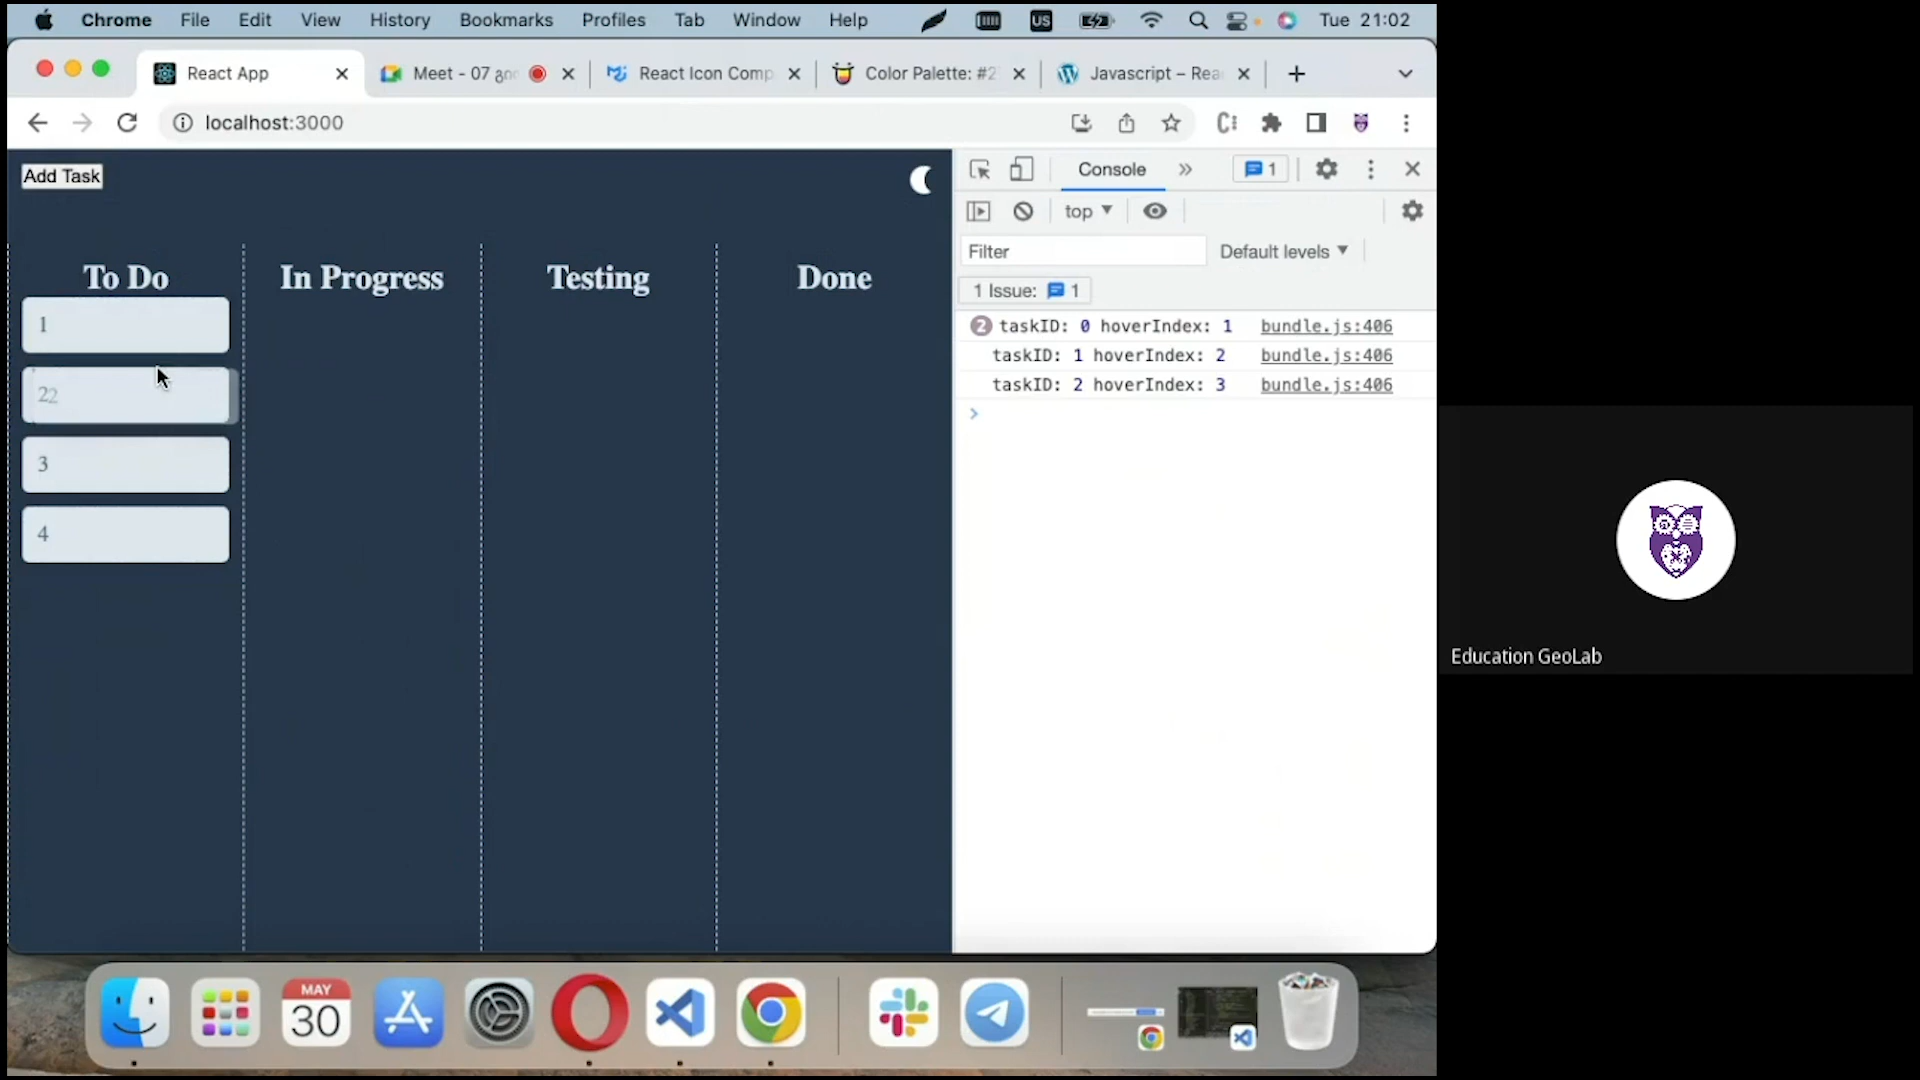 Chrome File Edit View History Bookmarks Profiles Tab Window Help US Tue 21:02
React App Meet - 07 გი React Icon Comp Color Palette: #2 Javascript – Rea
localhost:3000
Add Task
Console 1
top
Filter Default levels
1 Issue: 1
To Do In Progress Testing Done
1
22
3
4
2 taskID: 0 hoverIndex: 1 bundle.js:406
taskID: 1 hoverIndex: 2 bundle.js:406
taskID: 2 hoverIndex: 3 bundle.js:406
Education GeoLab
MAY
30